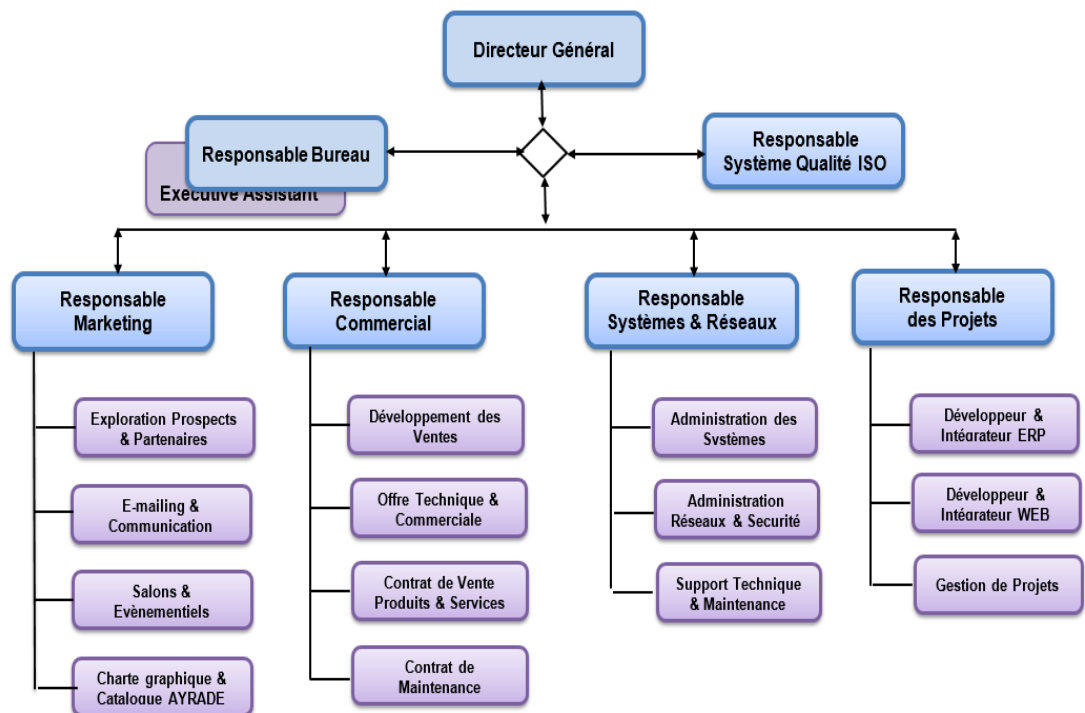 Directeur Général
Responsable Bureau
Executive Assistant
Responsable
Système Qualité ISO
Responsable
Marketing
Exploration Prospects
& Partenaires
E-mailing &
Communication
Salons &
Evènementiels
Charte graphique &
Catalogue AYRADE
Responsable
Commercial
Développement des
Ventes
Offre Technique &
Commerciale
Contrat de Vente
Produits & Services
Contrat de
Maintenance
Responsable
Systèmes & Réseaux
Administration des
Systèmes
Administration
Réseaux & Securité
Support Technique
& Maintenance
Responsable
des Projets
Développeur &
Intégrateur ERP
Développeur &
Intégrateur WEB
Gestion de Projets